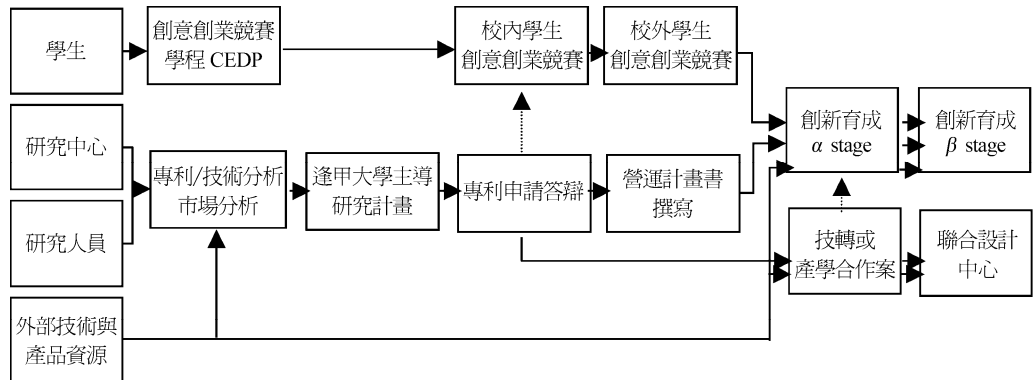 學生
創意創業競賽
學程 CEDP
校內學生
創意創業競賽
校外學生
創意創業競賽
研究中心
創新育成
α stage
創新育成
β stage
專利/技術分析
市場分析
逢甲大學主導
研究計畫
專利申請答辯
營運計畫書
撰寫
研究人員
技轉或
產學合作案
聯合設計
中心
外部技術與
產品資源